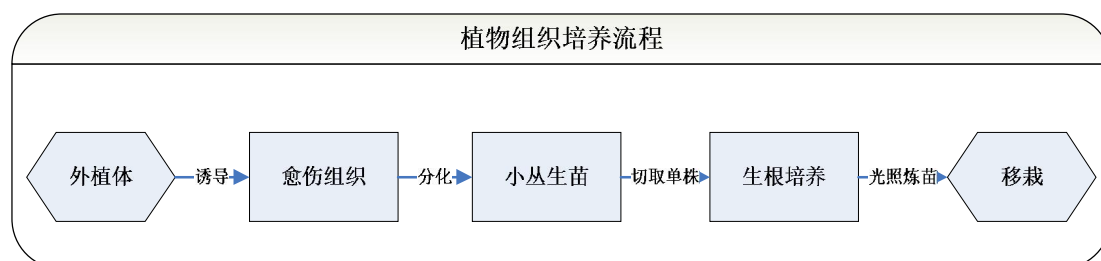 植物组织培养流程
外植体
诱导
愈伤组织
分化
小丛生苗
切取单株
生根培养
光照炼苗
移栽